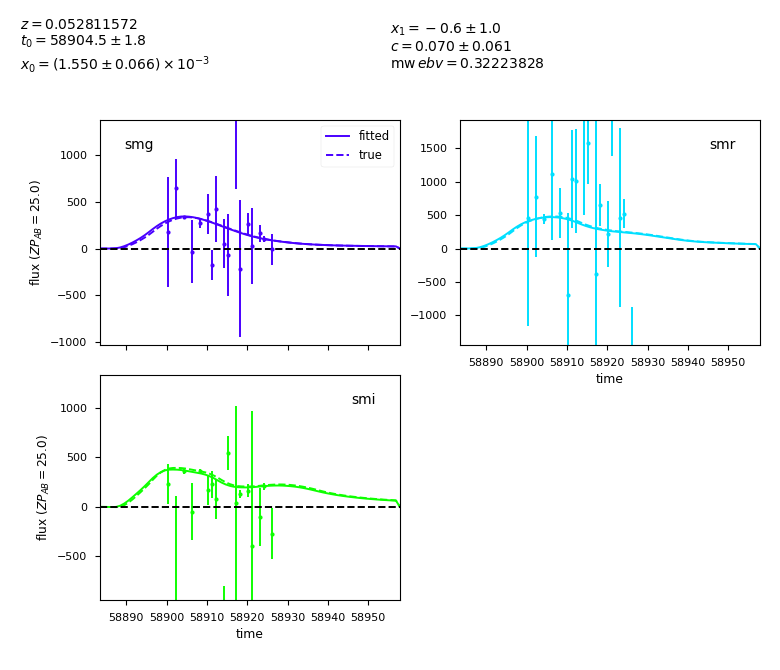 z = 0.052811572
t₀ = 58904.5 ± 1.8
x₀ = (1.550 ± 0.066) × 10⁻³
x₁ = −0.6 ± 1.0
c = 0.070 ± 0.061
mw ebv = 0.32223828
smg
fitted
true
1000
500
0
−500
−1000
flux (ZP_AB = 25.0)
smr
1500
1000
500
0
−500
−1000
58890 58900 58910 58920 58930 58940 58950
time
smi
1000
500
0
−500
flux (ZP_AB = 25.0)
58890 58900 58910 58920 58930 58940 58950
time